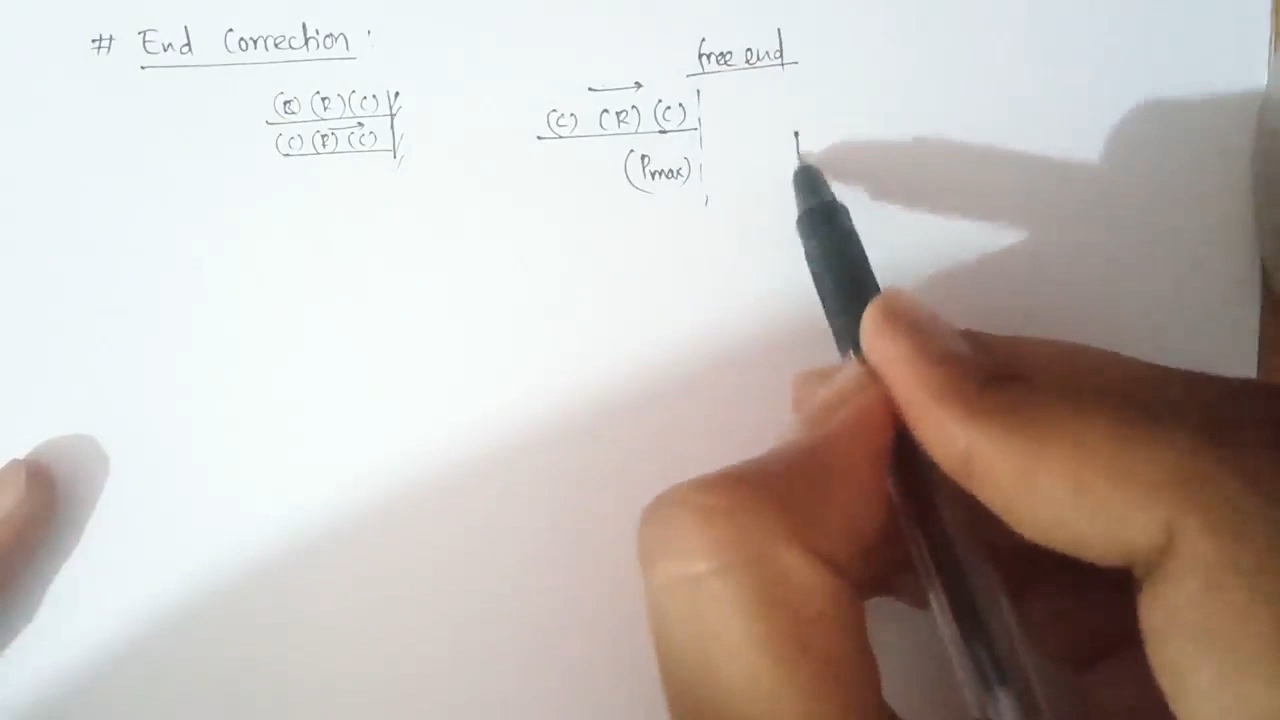 # End Correction :
free end
(R) (R) (C)
(C) (R) (C)
(C) (R) (C)
(Pmax)